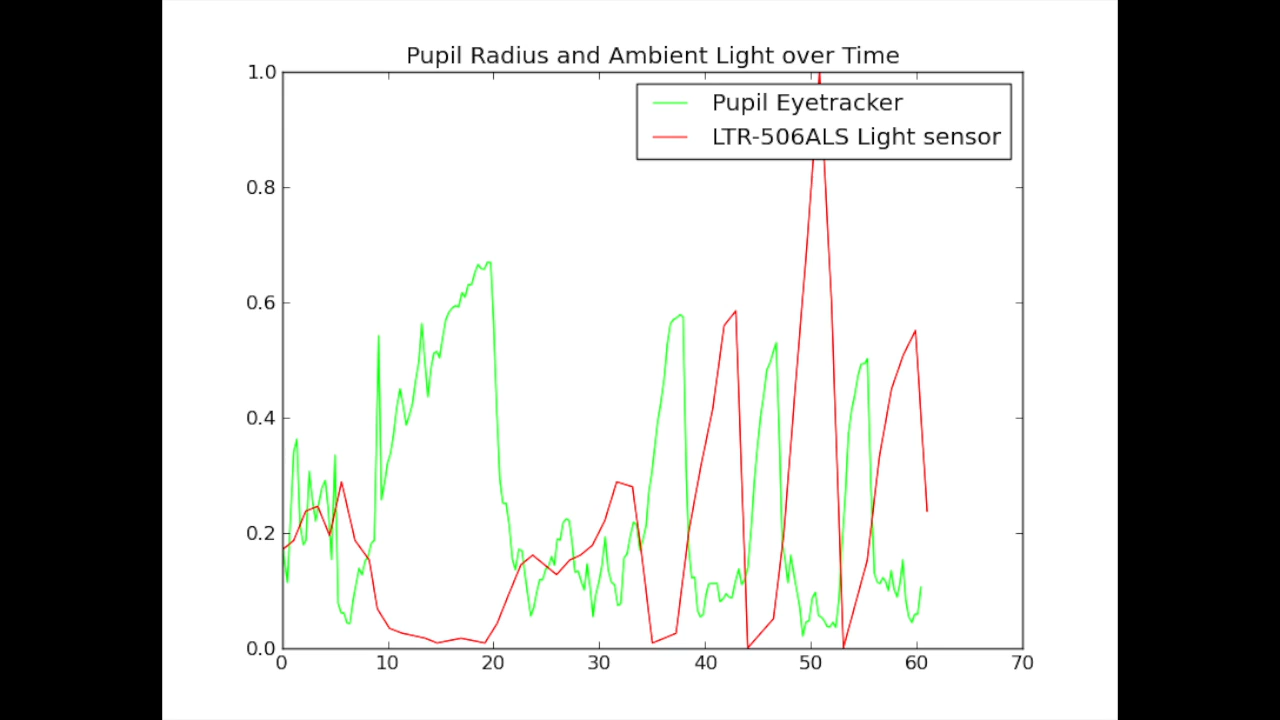 Pupil Radius and Ambient Light over Time
1.0
Pupil Eyetracker
LTR-506ALS Light sensor
0.8
0.6
0.4
0.2
0.0
0 10 20 30 40 50 60 70